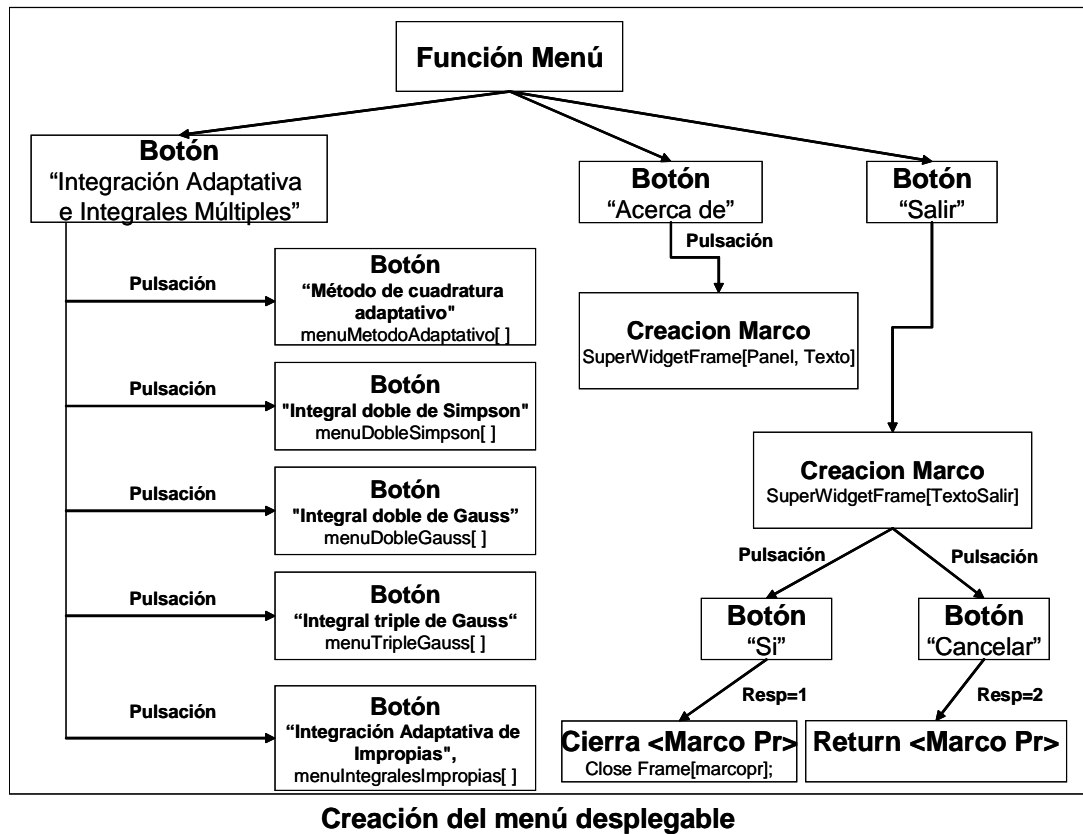 Función Menú
Botón
“Integración Adaptativa
e Integrales Múltiples”
Botón
“Acerca de”
Botón
“Salir”
Pulsación
Botón
“Método de cuadratura
adaptativo"
menuMetodoAdaptativo[ ]
Pulsación
Botón
"Integral doble de Simpson"
menuDobleSimpson[ ]
Pulsación
Botón
"Integral doble de Gauss”
menuDobleGauss[ ]
Pulsación
Botón
“Integral triple de Gauss“
menuTripleGauss[ ]
Pulsación
Botón
“Integración Adaptativa de
Impropias",
menuIntegralesImpropias[ ]
Pulsación
Creacion Marco
SuperWidgetFrame[Panel, Texto]
Creacion Marco
SuperWidgetFrame[TextoSalir]
Pulsación
Pulsación
Botón
“Si”
Botón
“Cancelar”
Resp=1
Resp=2
Cierra <Marco Pr>
Close Frame[marcopr];
Return <Marco Pr>
Creación del menú desplegable